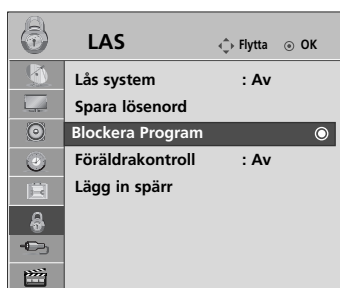 LAS Flytta OK
Lås system : Av
Spara lösenord
Blockera Program
Föräldrakontroll : Av
Lägg in spärr